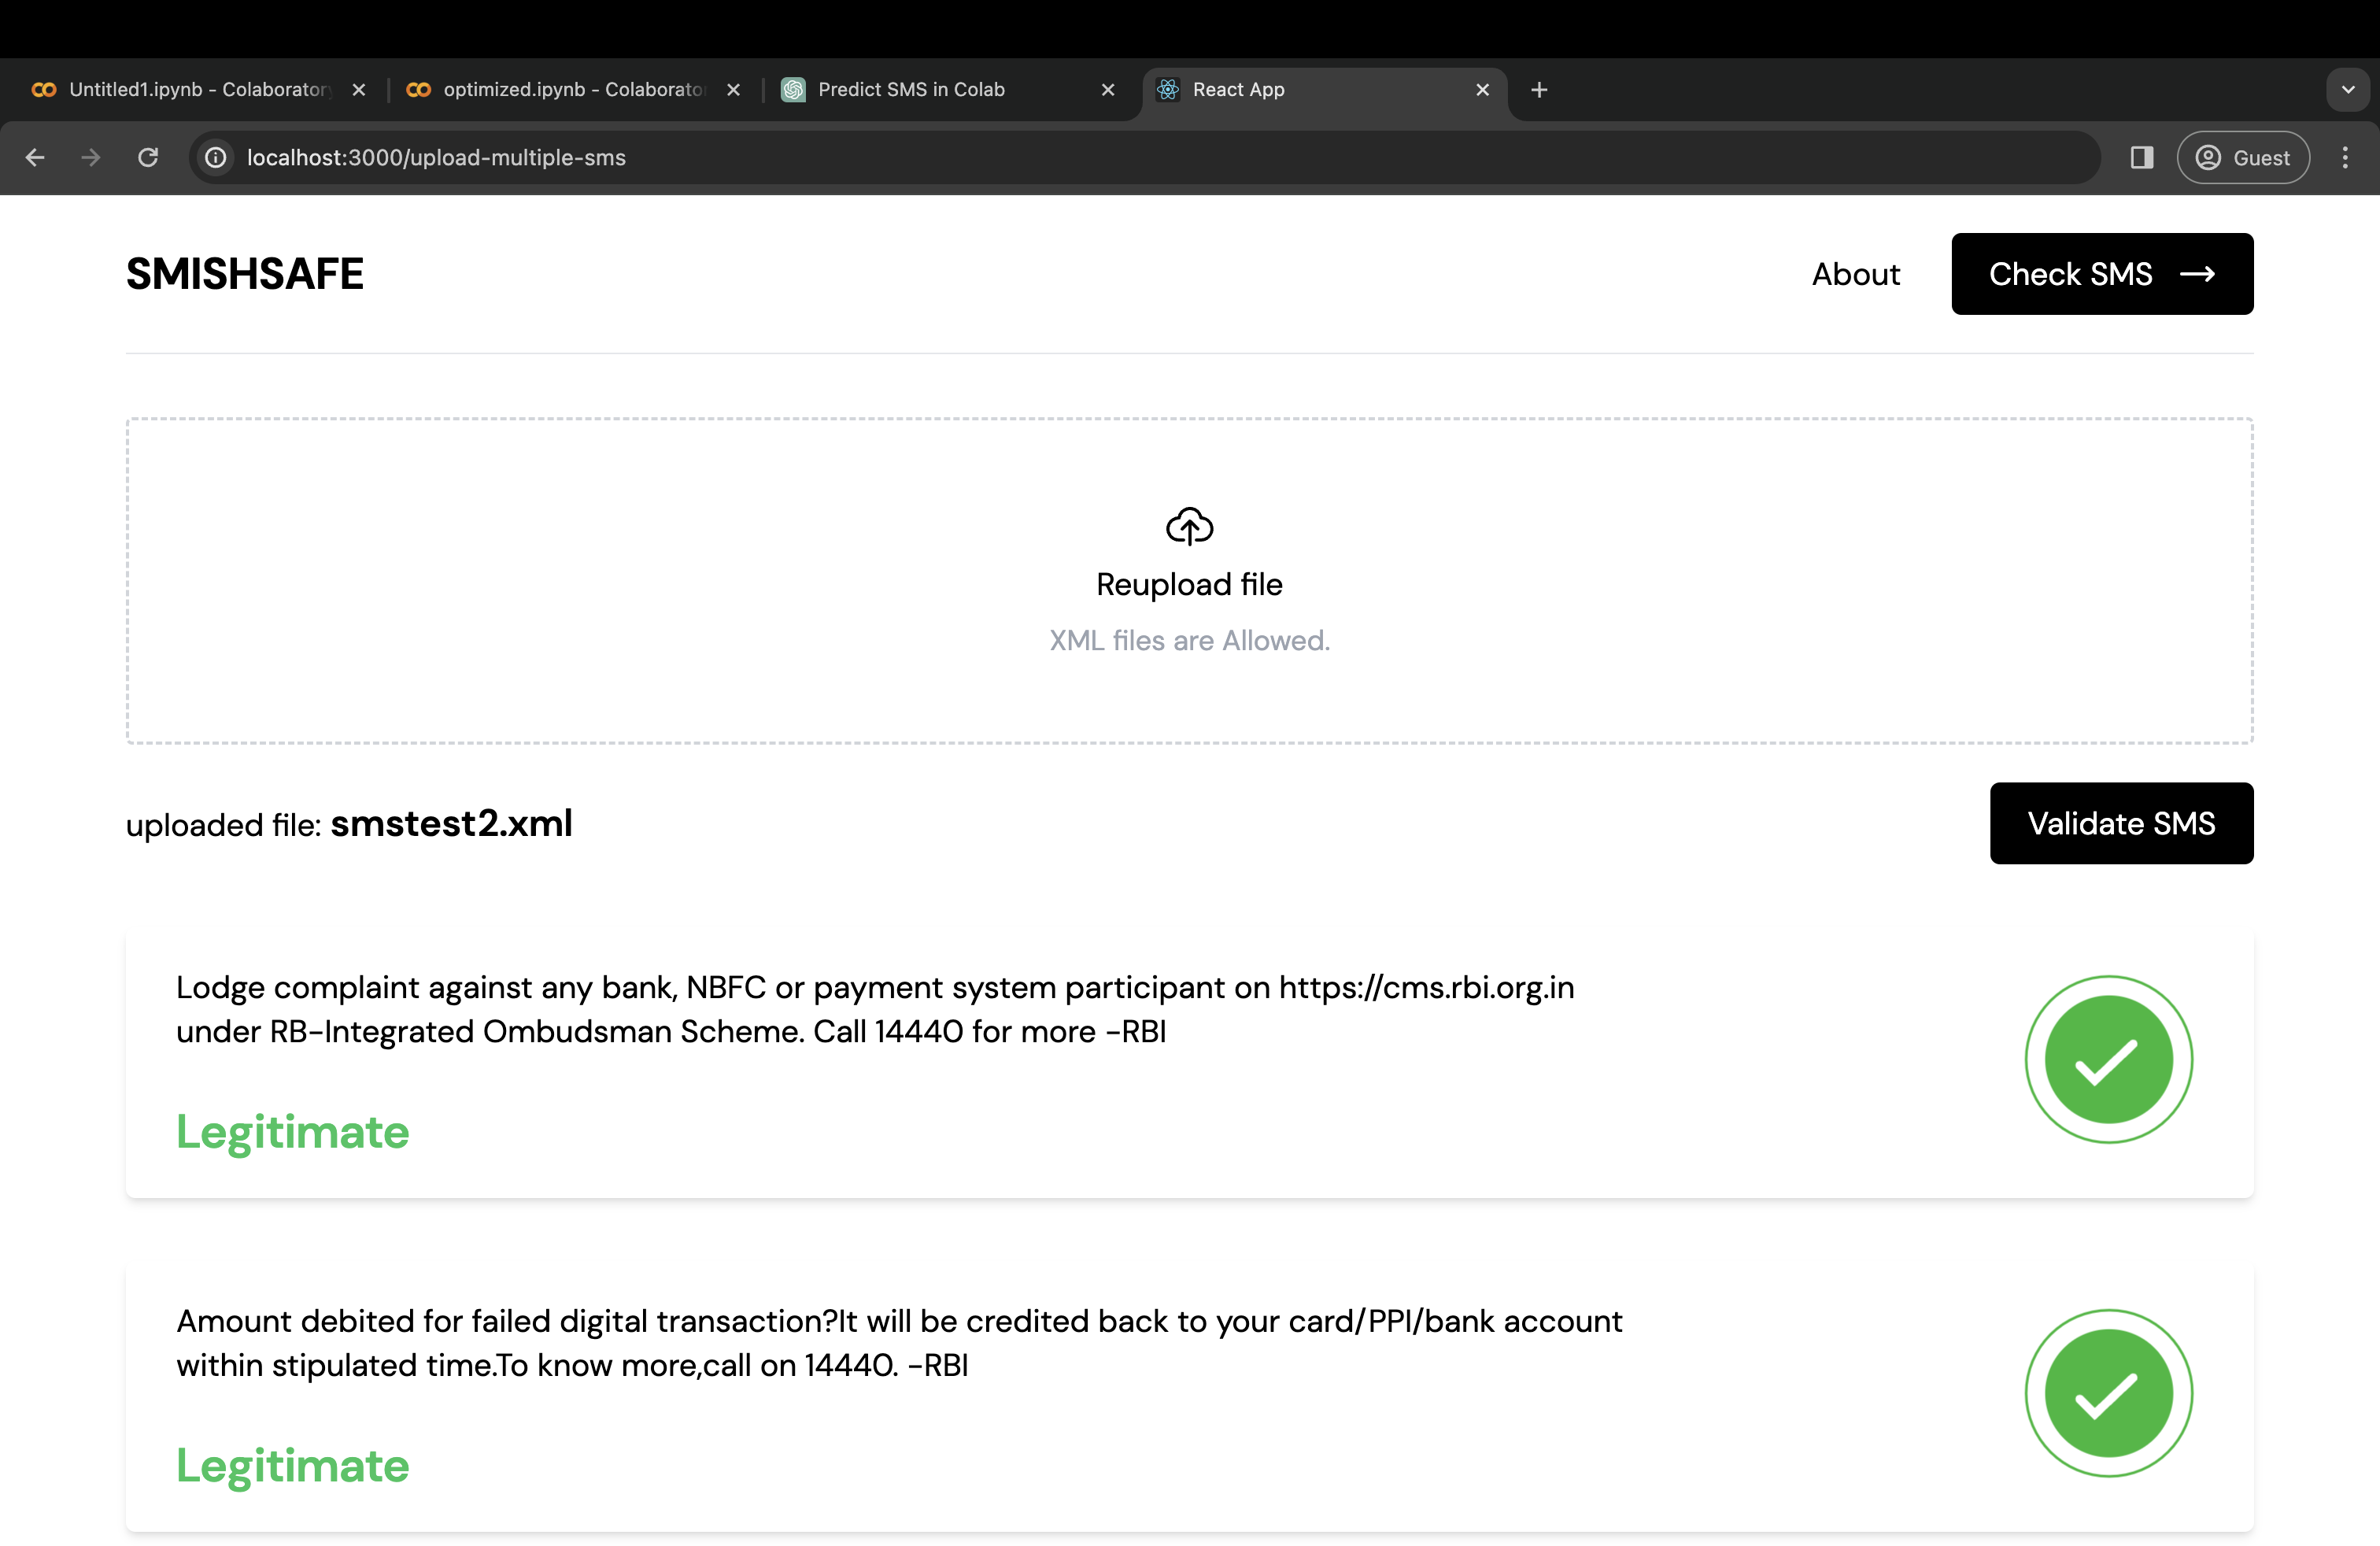 Untitled1.ipynb - Colaboratory
optimized.ipynb - Colaborato
Predict SMS in Colab
React App
localhost:3000/upload-multiple-sms
Guest
SMISHSAFE
About
Check SMS
Reupload file
XML files are Allowed.
uploaded file: smstest2.xml
Validate SMS
Lodge complaint against any bank, NBFC or payment system participant on https://cms.rbi.org.in
under RB-Integrated Ombudsman Scheme. Call 14440 for more -RBI
Legitimate
Amount debited for failed digital transaction?It will be credited back to your card/PPI/bank account
within stipulated time.To know more,call on 14440. -RBI
Legitimate